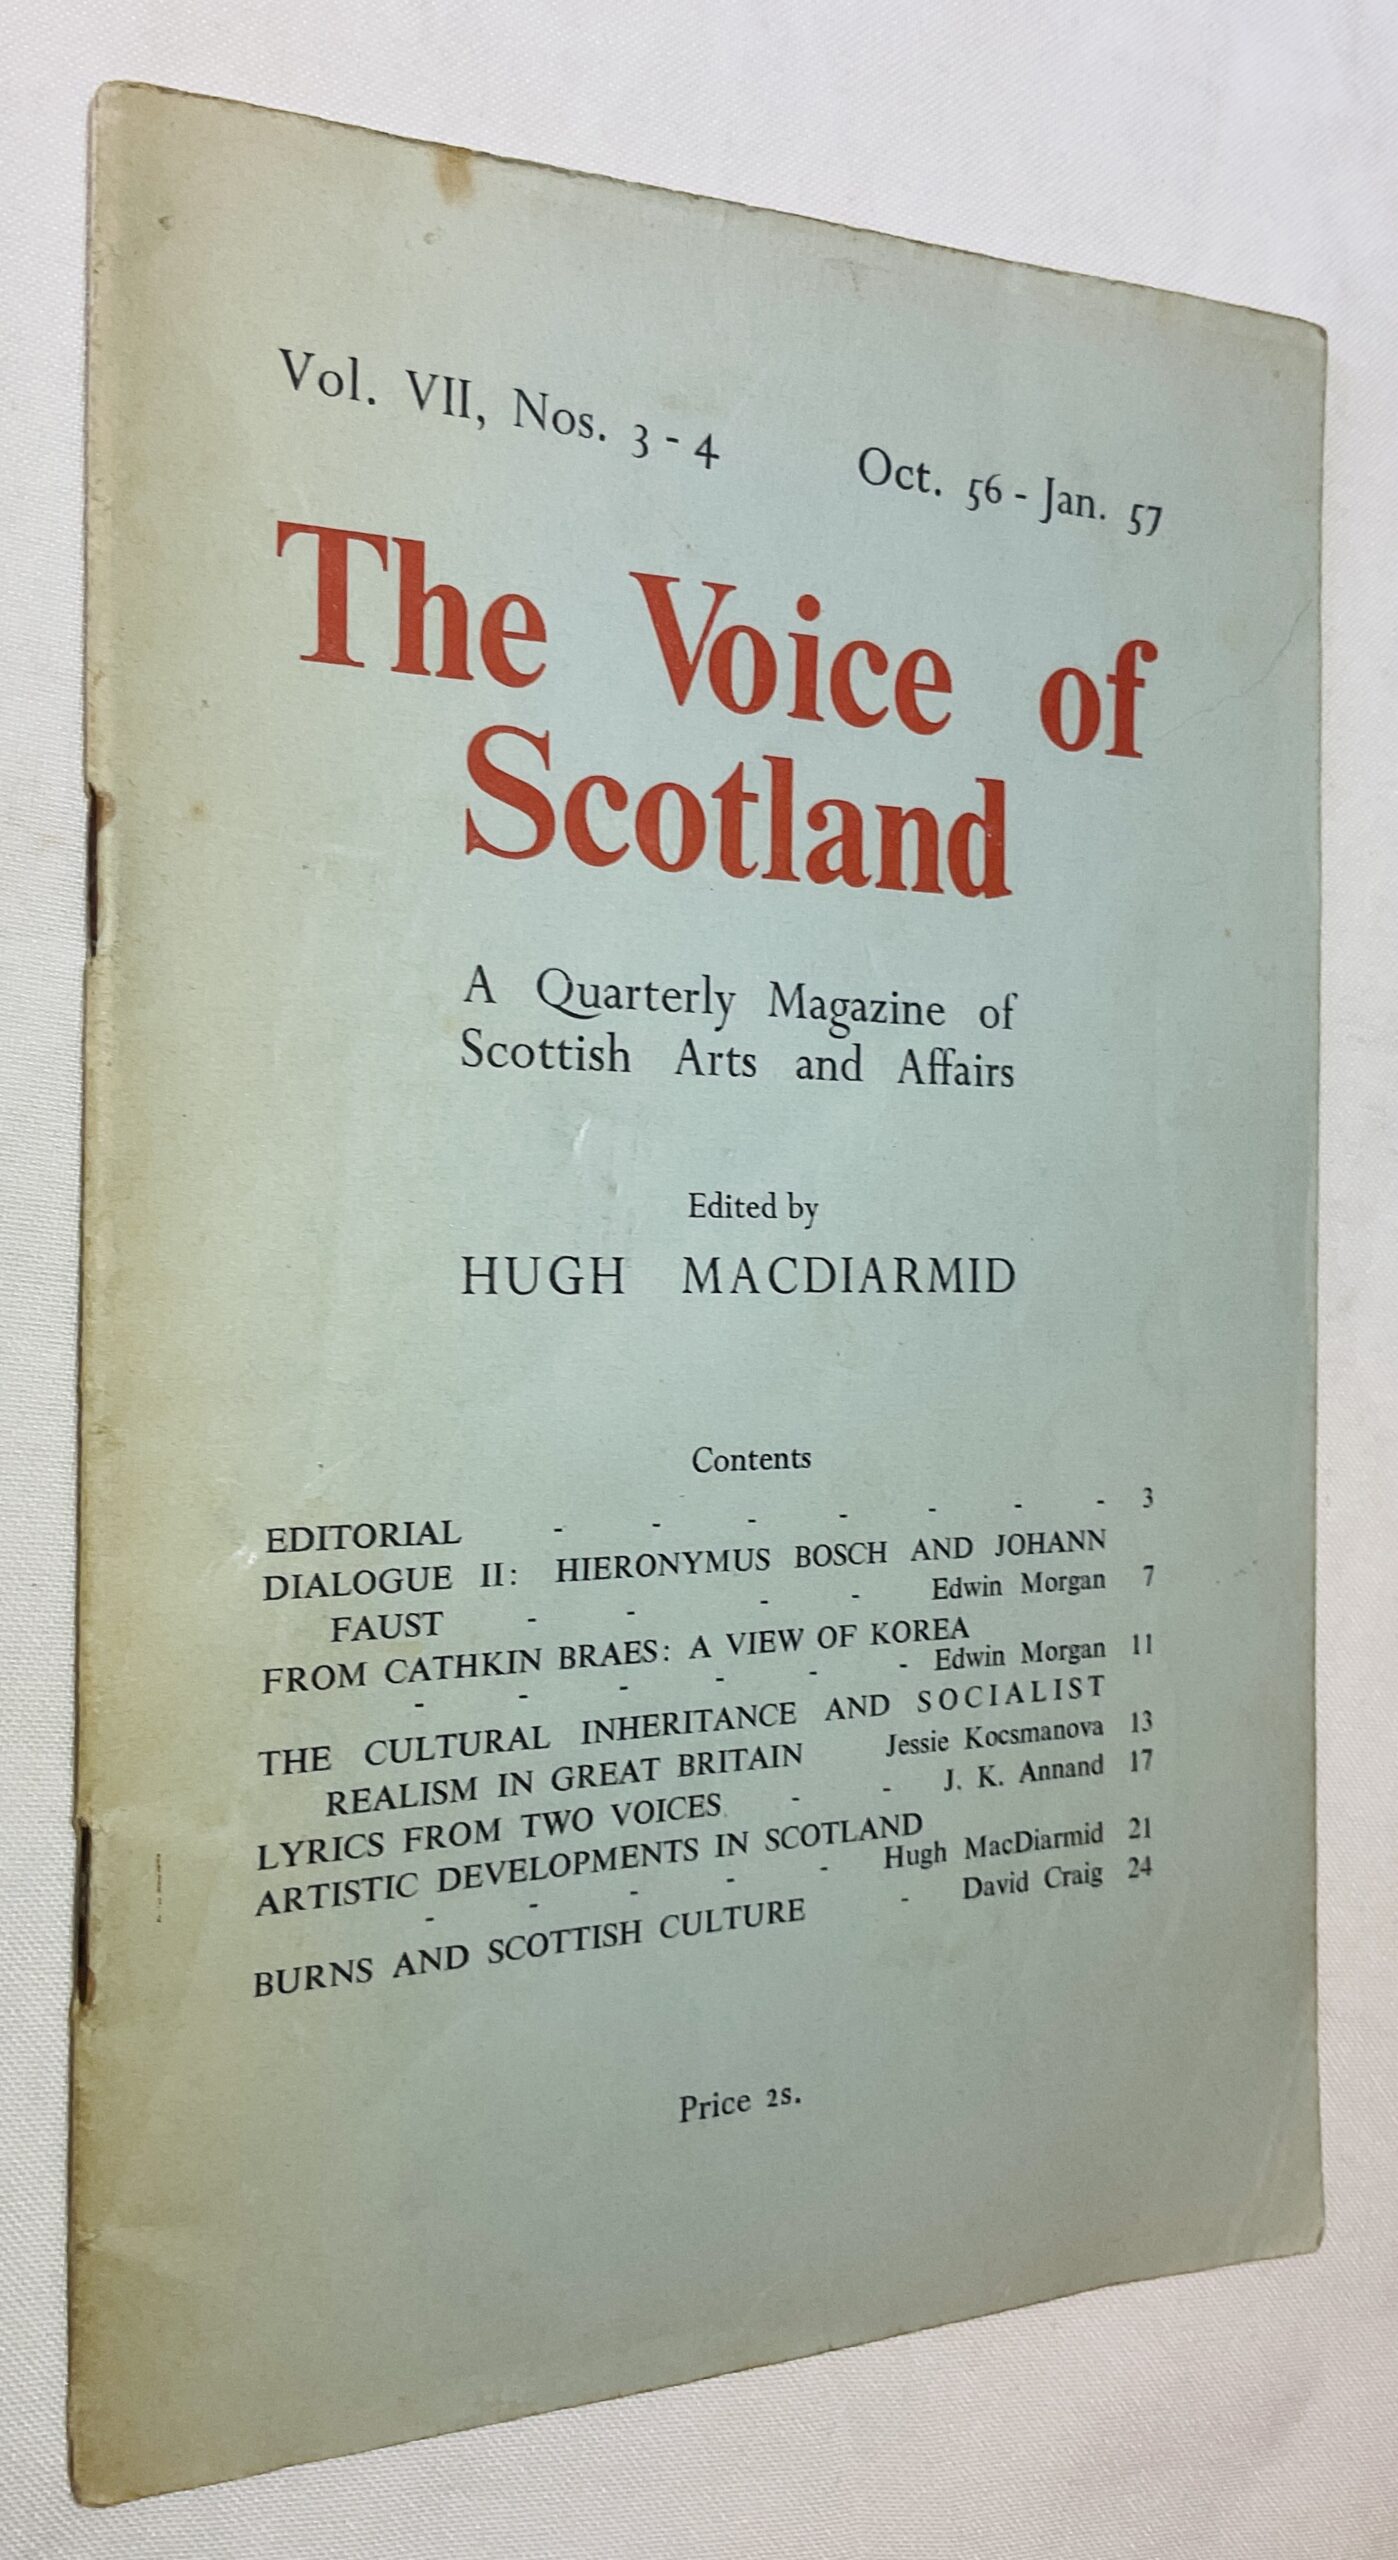 Vol. VII, Nos. 3 - 4 Oct. 56 - Jan. 57
The Voice of
Scotland
A Quarterly Magazine of
Scottish Arts and Affairs
Edited by
HUGH MACDIARMID
Contents
EDITORIAL - - - - - - - 3
DIALOGUE II: HIERONYMUS BOSCH AND JOHANN
FAUST - - - - Edwin Morgan 7
FROM CATHKIN BRAES: A VIEW OF KOREA
- - - - - - Edwin Morgan 11
THE CULTURAL INHERITANCE AND SOCIALIST
REALISM IN GREAT BRITAIN Jessie Kocsmanova 13
LYRICS FROM TWO VOICES - - J. K. Annand 17
ARTISTIC DEVELOPMENTS IN SCOTLAND
- - - - - Hugh MacDiarmid 21
BURNS AND SCOTTISH CULTURE - David Craig 24
Price 2s.